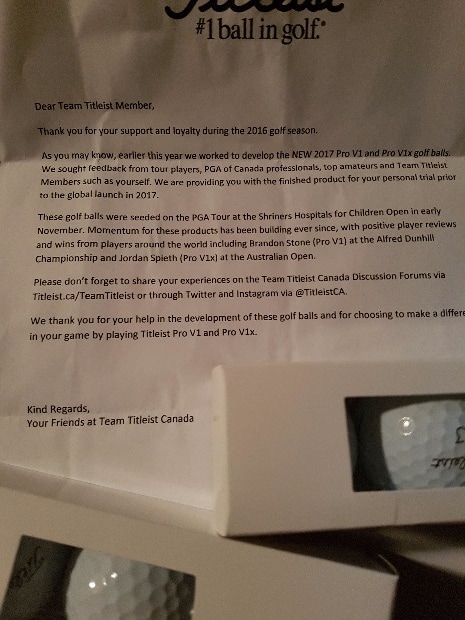 Titleist
#1 ball in golf.®
Dear Team Titleist Member,
Thank you for your support and loyalty during the 2016 golf season.
As you may know, earlier this year we worked to develop the NEW 2017 Pro V1 and Pro V1x golf balls.
We sought feedback from tour players, PGA of Canada professionals, top amateurs and Team Titleist
Members such as yourself. We are providing you with the finished product for your personal trial prior
to the global launch in 2017.
These golf balls were seeded on the PGA Tour at the Shriners Hospitals for Children Open in early
November. Momentum for these products has been building ever since, with positive player reviews
and wins from players around the world including Brandon Stone (Pro V1) at the Alfred Dunhill
Championship and Jordan Spieth (Pro V1x) at the Australian Open.
Please don't forget to share your experiences on the Team Titleist Canada Discussion Forums via
Titleist.ca/TeamTitleist or through Twitter and Instagram via @TitleistCA.
We thank you for your help in the development of these golf balls and for choosing to make a differe
in your game by playing Titleist Pro V1 and Pro V1x.
Kind Regards,
Your Friends at Team Titleist Canada
tleist
Title